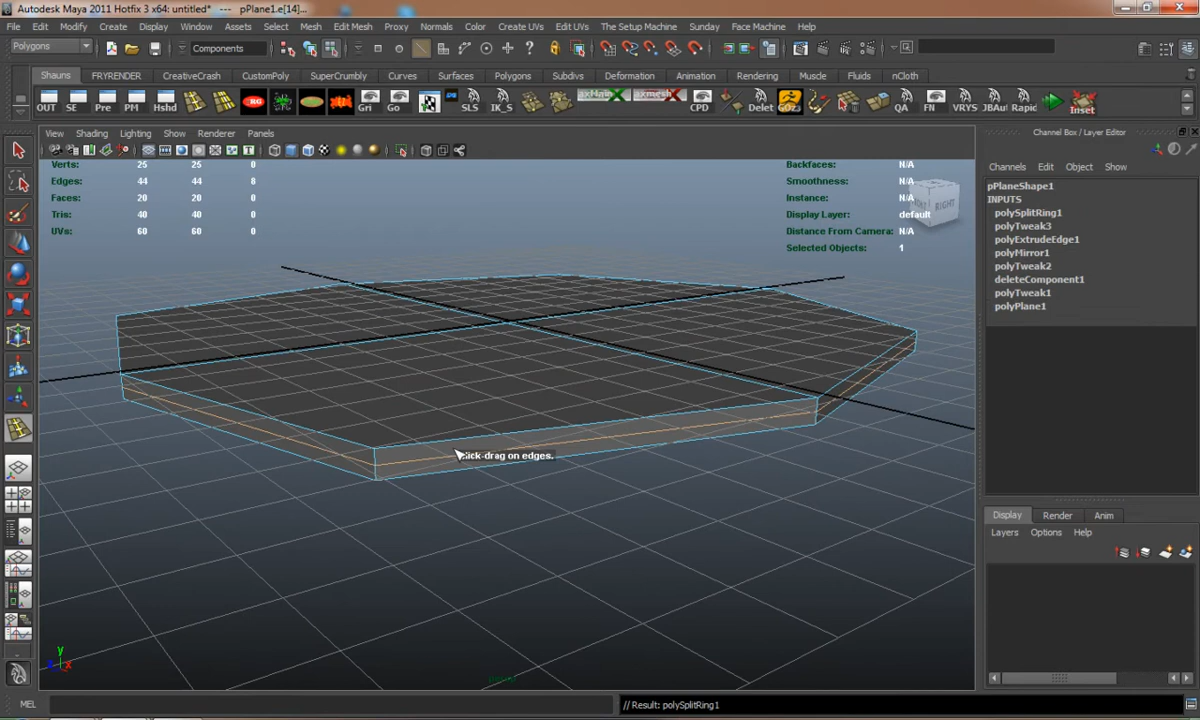 Autodesk Maya 2011 Hotfix 3 x64: untitled* --- pPlane1.e[14]...
File Edit Modify Create Display Window Assets Select Mesh Edit Mesh Proxy Normals Color Create UVs Edit UVs The Setup Machine Sunday Face Machine Help
Polygons Components
Shauns FRYRENDER CreativeCrash CustomPoly SuperCrumbly Curves Surfaces Polygons Subdivs Deformation Animation Rendering Muscle Fluids nCloth
OUT SE Pre PM Hshd Gri Go SLS IK_S CPD Delet GOz QA FN VRYS JBAu Rapic Inset
View Shading Lighting Show Renderer Panels
Verts: 25 25 0
Edges: 44 44 8
Faces: 20 20 0
Tris: 40 40 0
UVs: 60 60 0
Backfaces: N/A
Smoothness: N/A
Instance: N/A
Display Layer: default
Distance From Camera: N/A
Selected Objects: 1
RIGHT
click-drag on edges.
y
x
persp
Channel Box / Layer Editor
Channels Edit Object Show
pPlaneShape1
INPUTS
polySplitRing1
polyTweak3
polyExtrudeEdge1
polyMirror1
polyTweak2
deleteComponent1
polyTweak1
polyPlane1
Display Render Anim
Layers Options Help
MEL
// Result: polySplitRing1